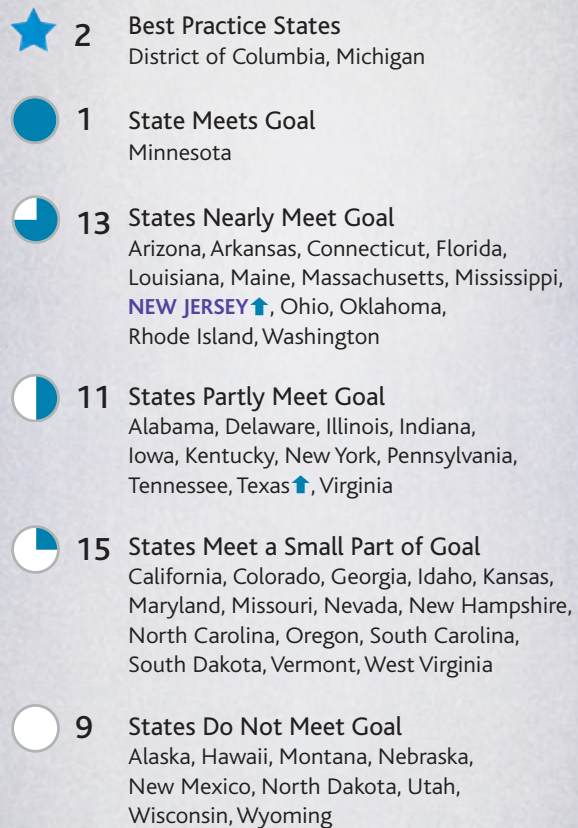 2 Best Practice States
District of Columbia, Michigan
1 State Meets Goal
Minnesota
13 States Nearly Meet Goal
Arizona, Arkansas, Connecticut, Florida,
Louisiana, Maine, Massachusetts, Mississippi,
NEW JERSEY⬆, Ohio, Oklahoma,
Rhode Island, Washington
11 States Partly Meet Goal
Alabama, Delaware, Illinois, Indiana,
Iowa, Kentucky, New York, Pennsylvania,
Tennessee, Texas⬆, Virginia
15 States Meet a Small Part of Goal
California, Colorado, Georgia, Idaho, Kansas,
Maryland, Missouri, Nevada, New Hampshire,
North Carolina, Oregon, South Carolina,
South Dakota, Vermont, West Virginia
9 States Do Not Meet Goal
Alaska, Hawaii, Montana, Nebraska,
New Mexico, North Dakota, Utah,
Wisconsin, Wyoming